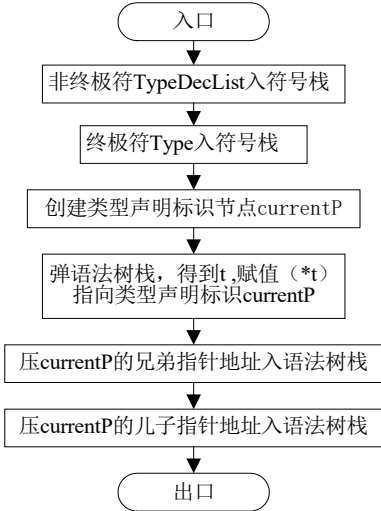 入口
非终极符TypeDecList入符号栈
终极符Type入符号栈
创建类型声明标识节点currentP
弹语法树栈，得到t ,赋值（*t）
指向类型声明标识currentP
压currentP的兄弟指针地址入语法树栈
压currentP的儿子指针地址入语法树栈
出口